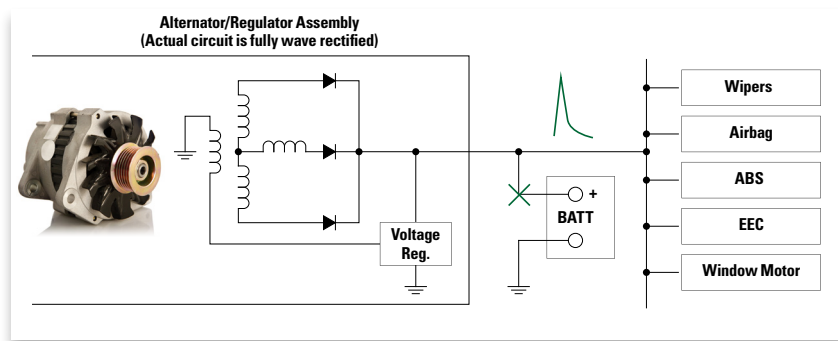 Alternator/Regulator Assembly
(Actual circuit is fully wave rectified)
Voltage
Reg.
+
BATT
Wipers
Airbag
ABS
EEC
Window Motor